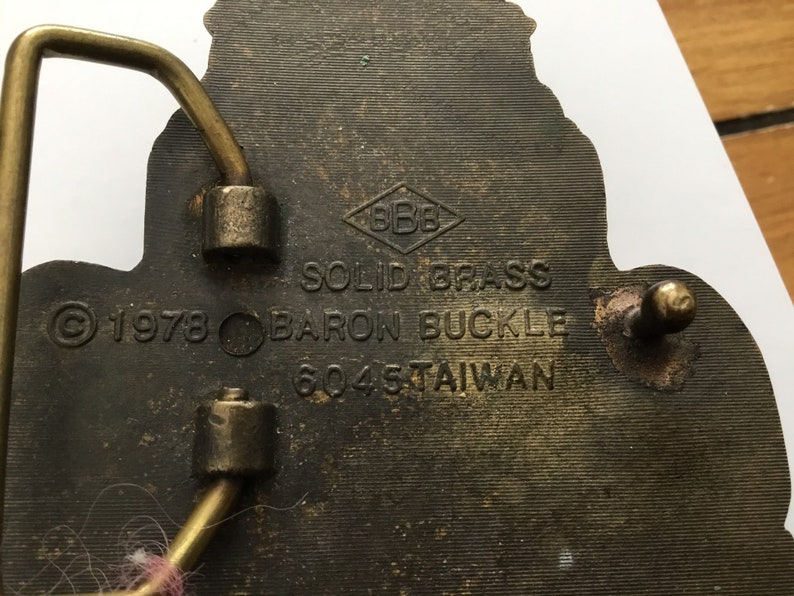 BBB
SOLID BRASS
© 1978 BARON BUCKLE
6045 TAIWAN